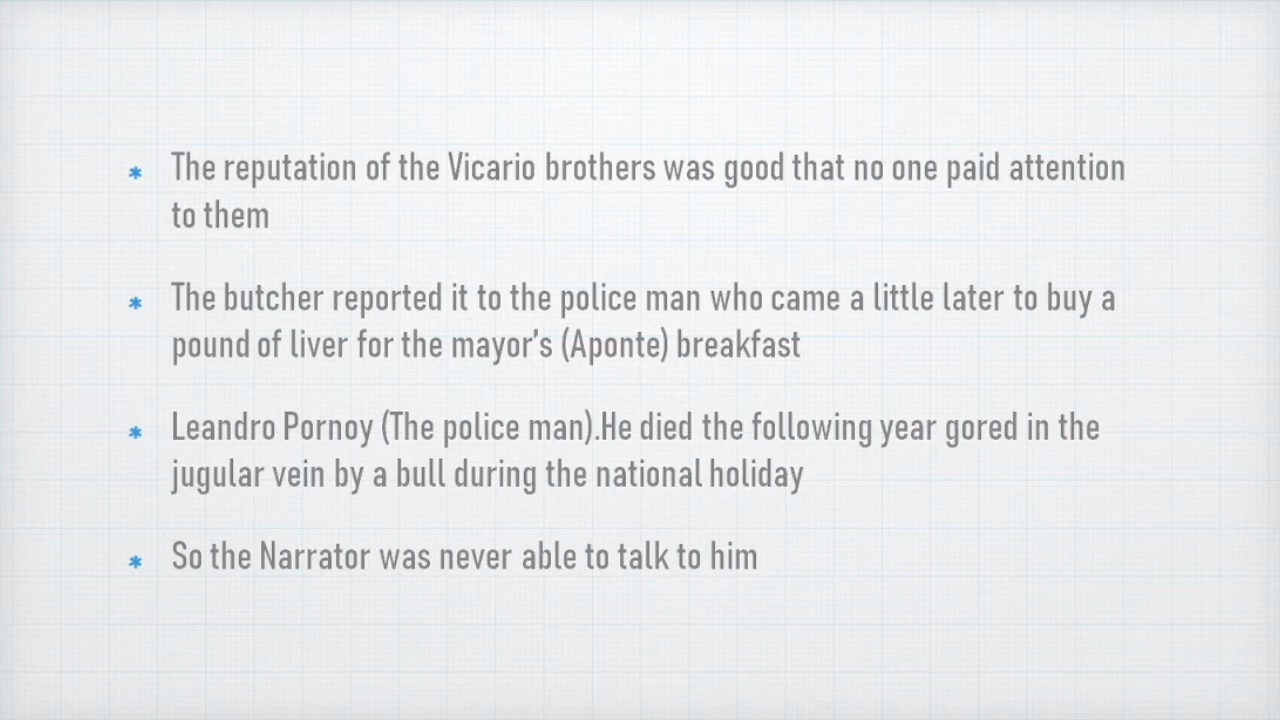 * The reputation of the Vicario brothers was good that no one paid attention
to them
* The butcher reported it to the police man who came a little later to buy a
pound of liver for the mayor's (Aponte) breakfast
* Leandro Pornoy (The police man).He died the following year gored in the
jugular vein by a bull during the national holiday
* So the Narrator was never able to talk to him